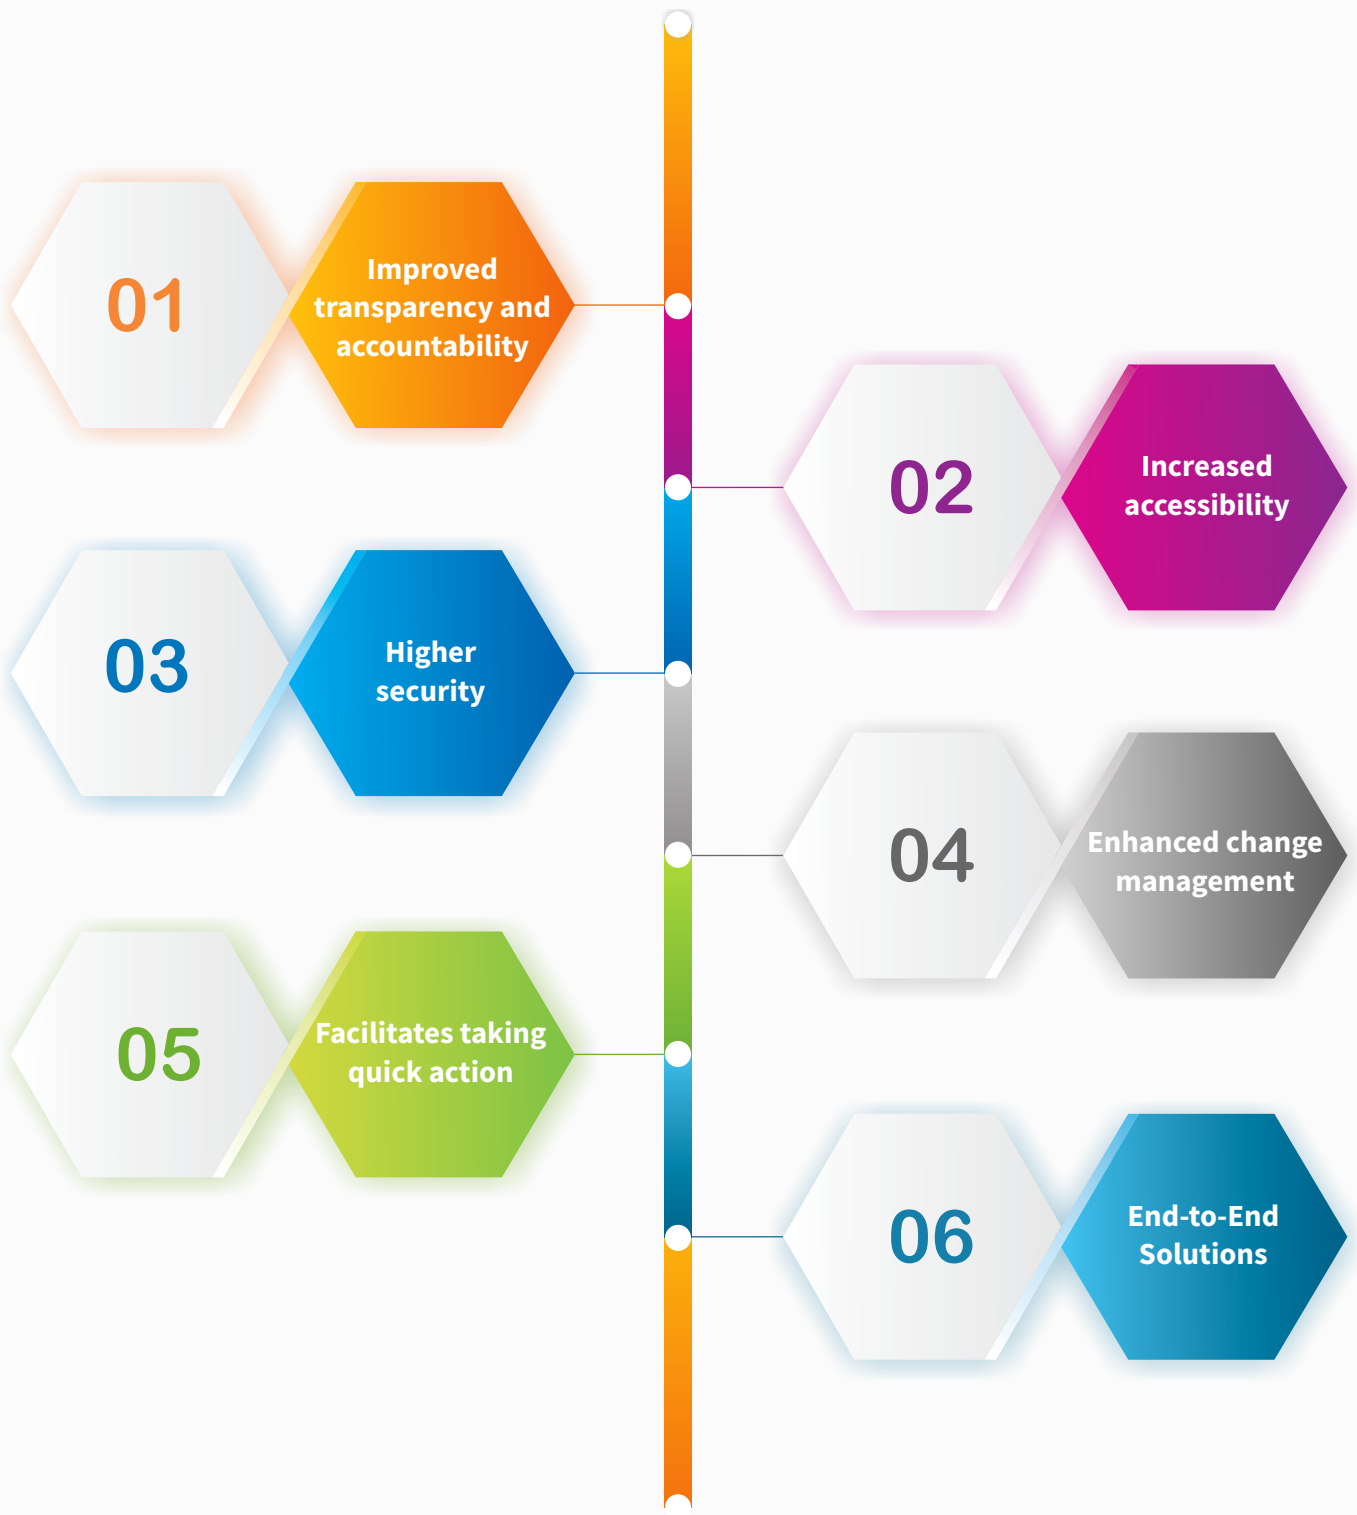 01
Improved
transparency and
accountability
02
Increased
accessibility
03
Higher
security
04
Enhanced change
management
05
Facilitates taking
quick action
06
End-to-End
Solutions